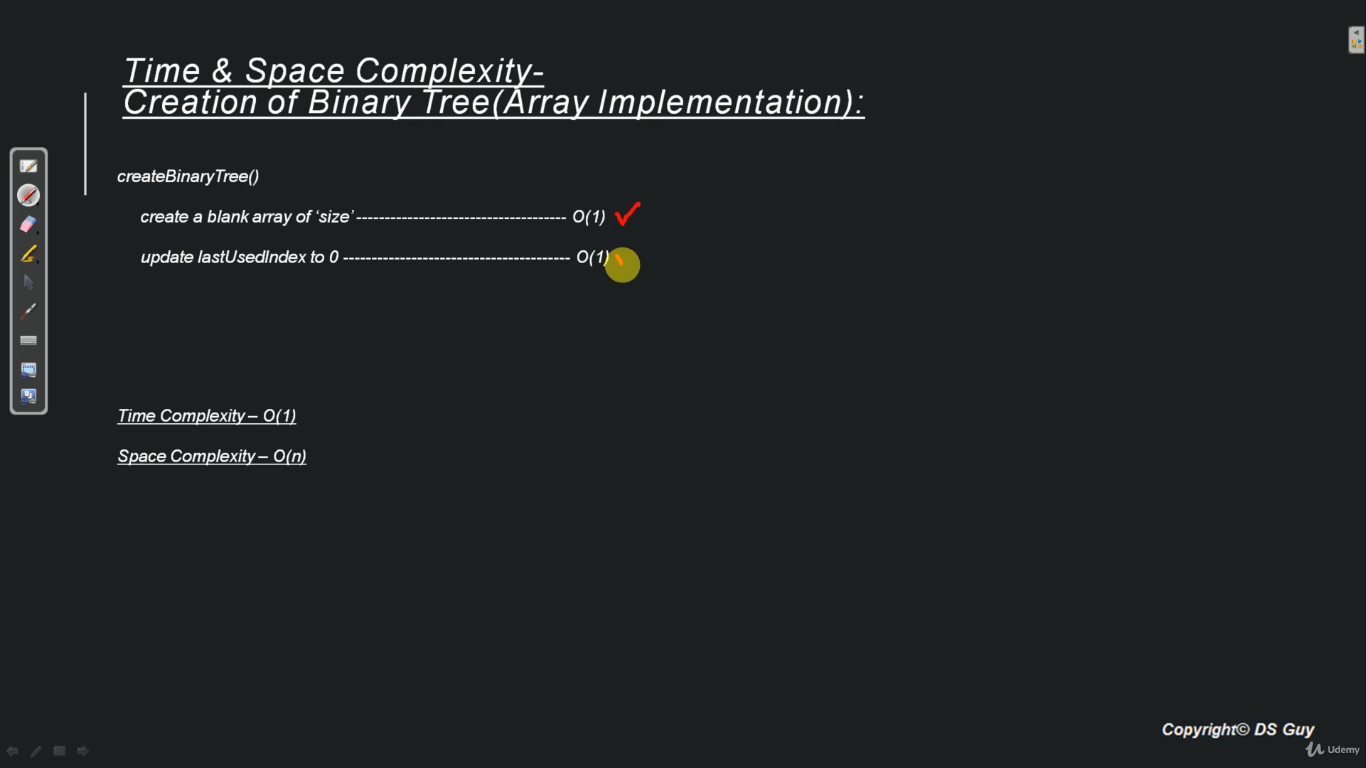 Time & Space Complexity-
Creation of Binary Tree(Array Implementation):
createBinaryTree()
create a blank array of ‘size’------------------------------------- O(1)
update lastUsedIndex to 0 ---------------------------------------- O(1)
Time Complexity – O(1)
Space Complexity – O(n)
Copyright© DS Guy
Udemy